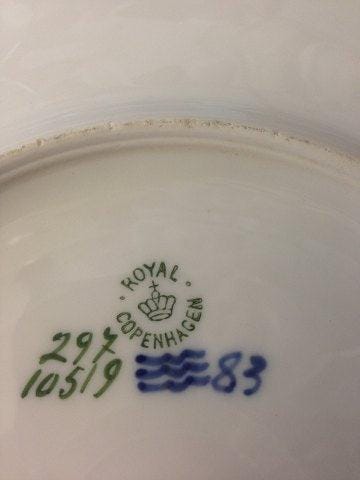 ROYAL
COPENHAGEN
297
10519
83